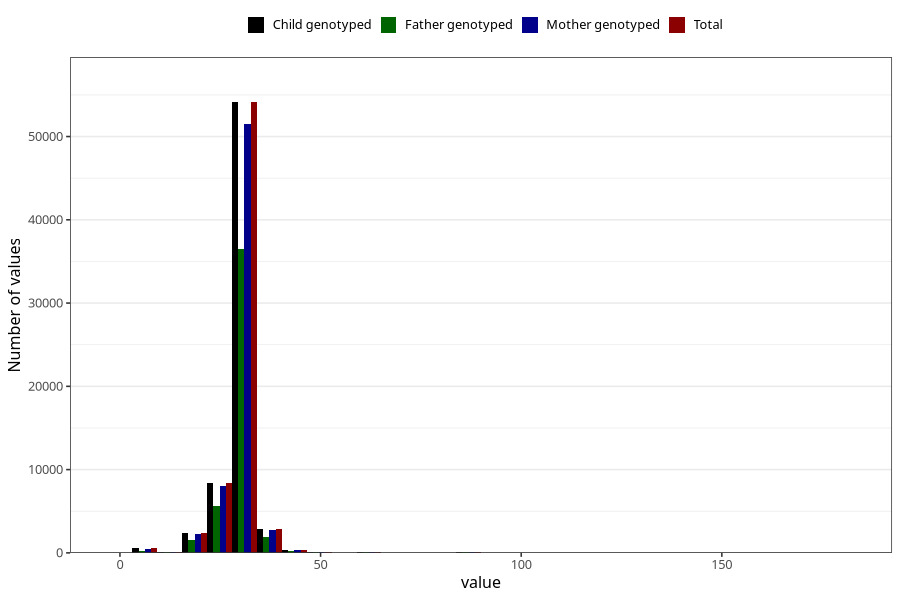 Child genotyped Father genotyped Mother genotyped Total
Number of values
50000
40000
30000
20000
10000
0
0 50 100 150
value